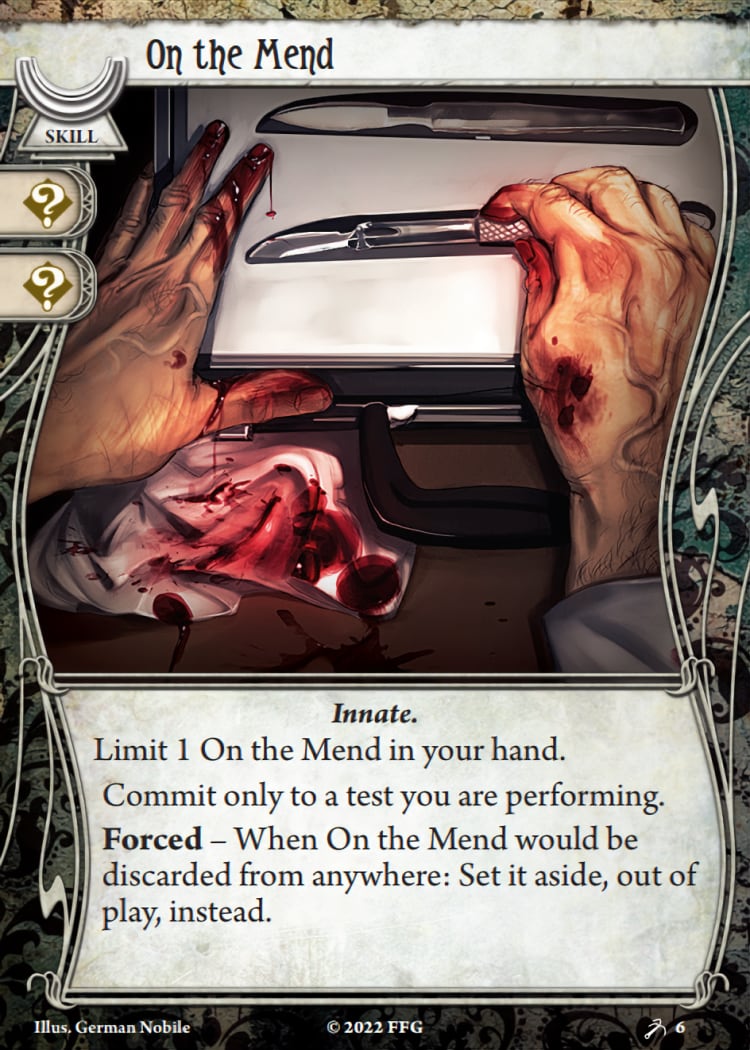 On the Mend
SKILL
?
?
Innate.
Limit 1 On the Mend in your hand.
Commit only to a test you are performing.
Forced – When On the Mend would be
discarded from anywhere: Set it aside, out of
play, instead.
Illus. German Nobile © 2022 FFG 6